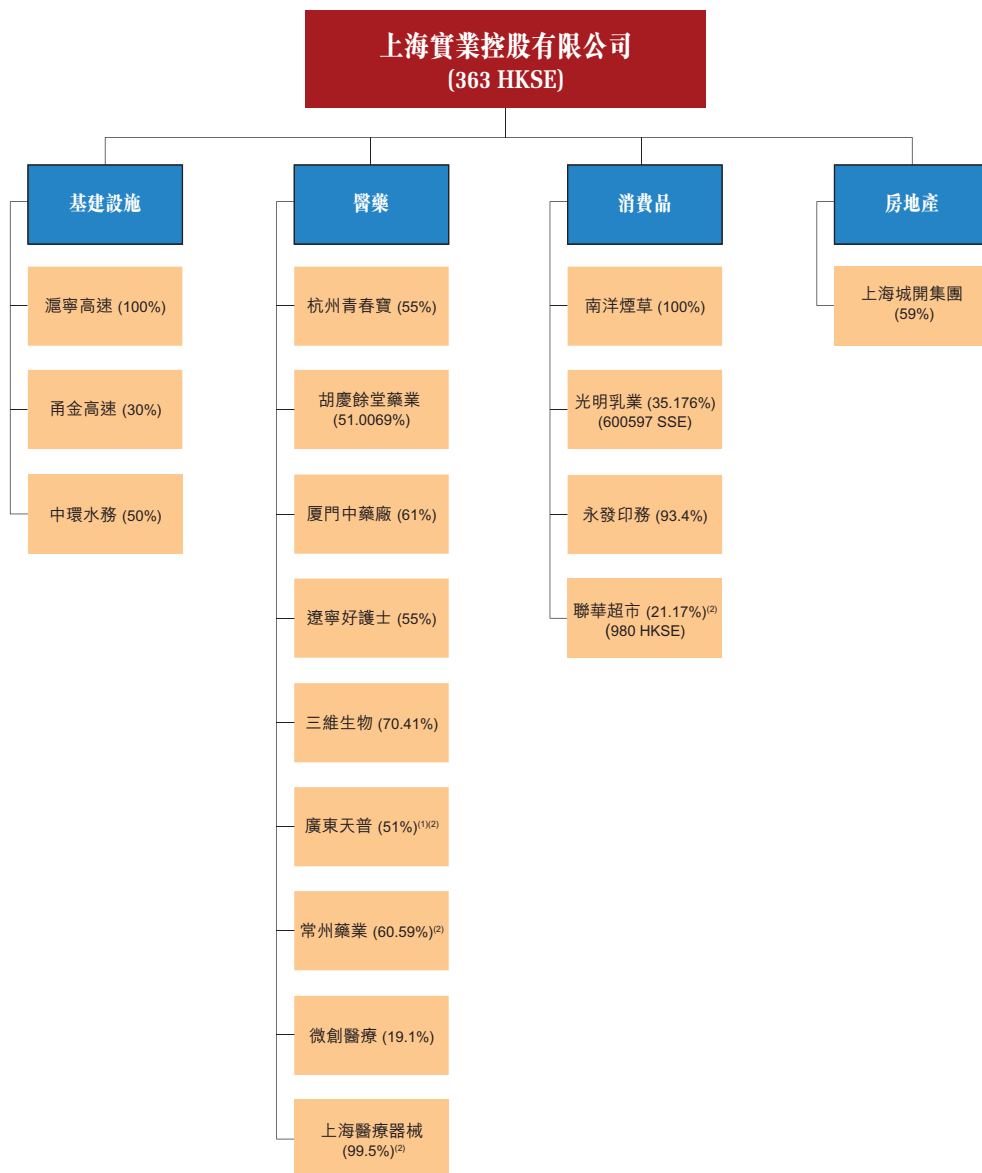 上海實業控股有限公司
(363 HKSE)
基建設施
醫藥
消費品
房地產
滬寧高速 (100%)
甬金高速 (30%)
中環水務 (50%)
杭州青春寶 (55%)
胡慶餘堂藥業
(51.0069%)
厦門中藥廠 (61%)
遼寧好護士 (55%)
三維生物 (70.41%)
廣東天普 (51%)(1)(2)
常州藥業 (60.59%)(2)
微創醫療 (19.1%)
上海醫療器械
(99.5%)(2)
南洋煙草 (100%)
光明乳業 (35.176%)
(600597 SSE)
永發印務 (93.4%)
聯華超市 (21.17%)(2)
(980 HKSE)
上海城開集團
(59%)